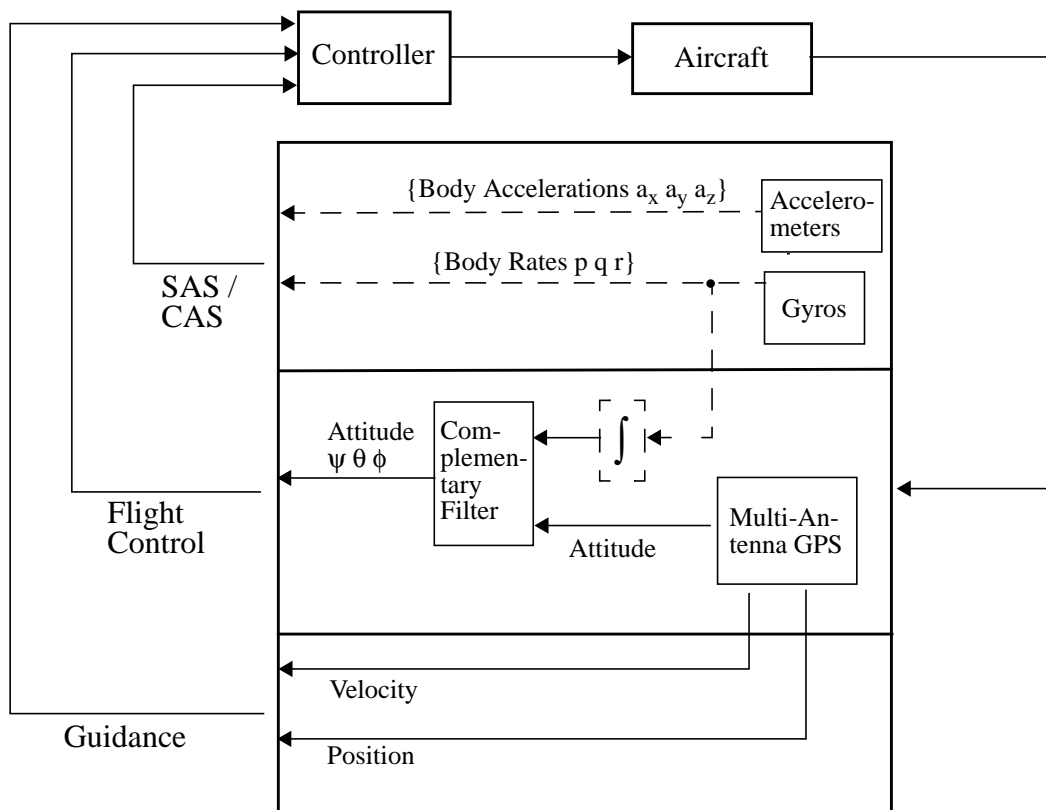 Controller
Aircraft
{Body Accelerations a_x a_y a_z}
Accelero-
meters
{Body Rates p q r}
Gyros
SAS /
CAS
Attitude
ψ θ φ
Com-
plemen-
tary
Filter
∫
Multi-An-
tenna GPS
Attitude
Flight
Control
Velocity
Guidance
Position